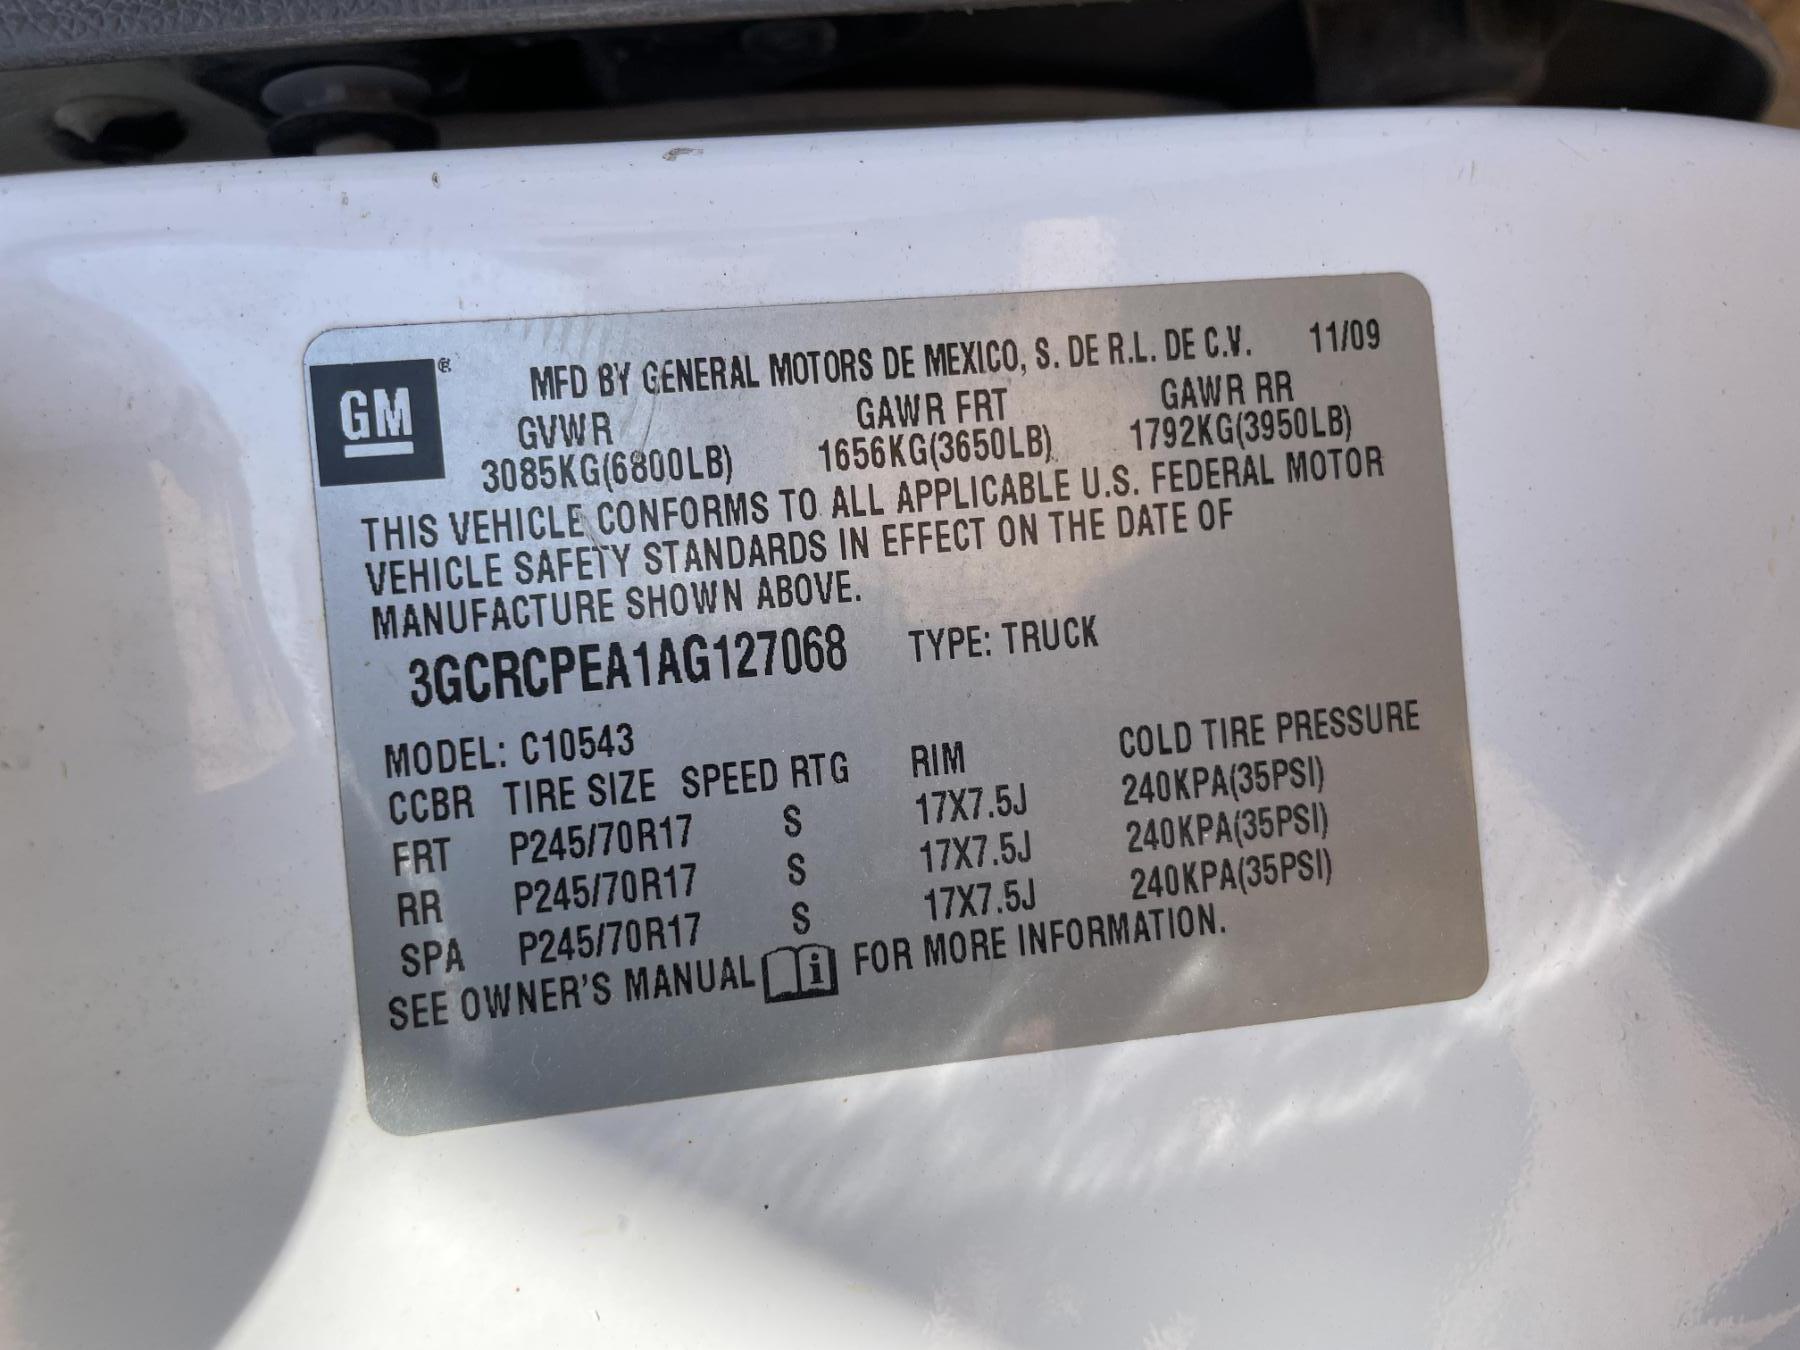 GM ® MFD BY GENERAL MOTORS DE MEXICO, S. DE R.L. DE C.V. 11/09
GVWR GAWR FRT GAWR RR
3085KG(6800LB) 1656KG(3650LB) 1792KG(3950LB)
THIS VEHICLE CONFORMS TO ALL APPLICABLE U.S. FEDERAL MOTOR
VEHICLE SAFETY STANDARDS IN EFFECT ON THE DATE OF
MANUFACTURE SHOWN ABOVE.
3GCRCPEA1AG127068 TYPE: TRUCK
MODEL: C10543
CCBR TIRE SIZE SPEED RTG RIM COLD TIRE PRESSURE
FRT P245/70R17 S 17X7.5J 240KPA(35PSI)
RR P245/70R17 S 17X7.5J 240KPA(35PSI)
SPA P245/70R17 S 17X7.5J 240KPA(35PSI)
SEE OWNER'S MANUAL i FOR MORE INFORMATION.